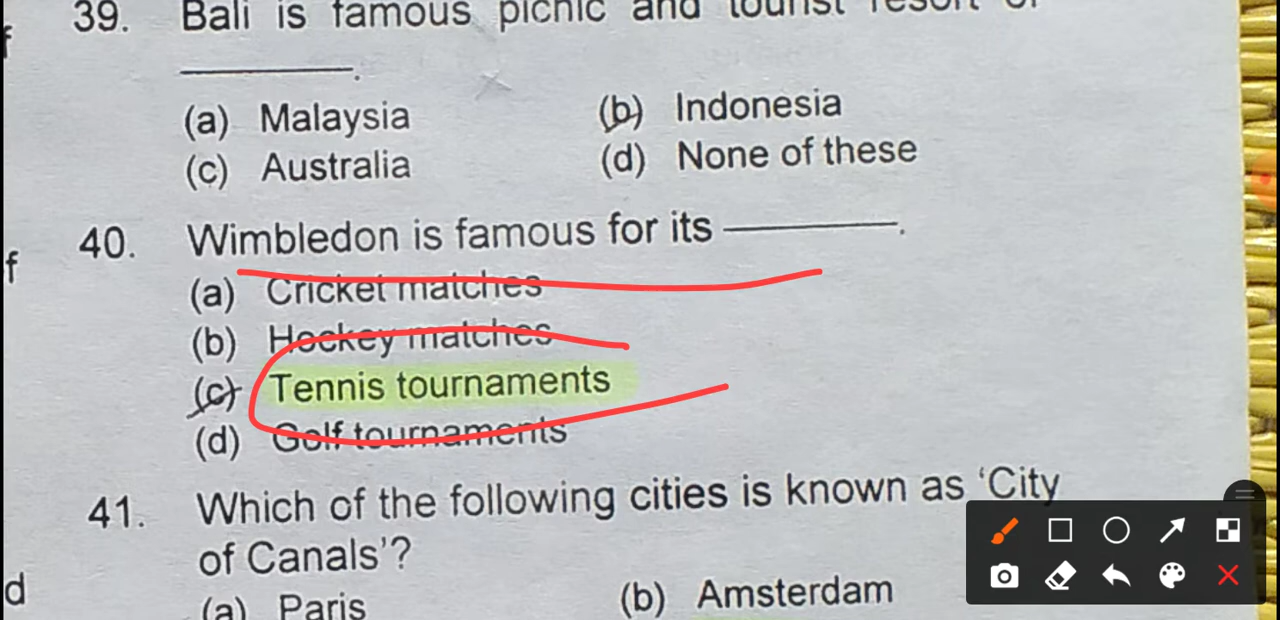 39. Bali is famous picnic and tourist resort of
f
________.
(a) Malaysia (b) Indonesia
(c) Australia (d) None of these
40. Wimbledon is famous for its ________.
f
(a) Cricket matches
(b) Hockey matches
(c) Tennis tournaments
(d) Golf tournaments
41. Which of the following cities is known as ‘City
of Canals’?
d
(a) Paris (b) Amsterdam